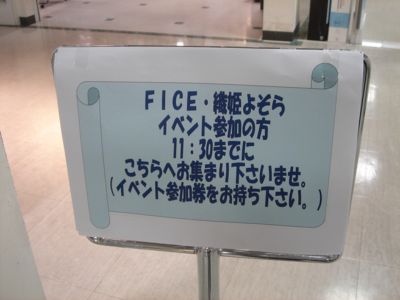 FICE・織姫よぞら
イベント参加の方
11：30までに
こちらへお集まり下さいませ。
(イベント参加券をお持ち下さい。)